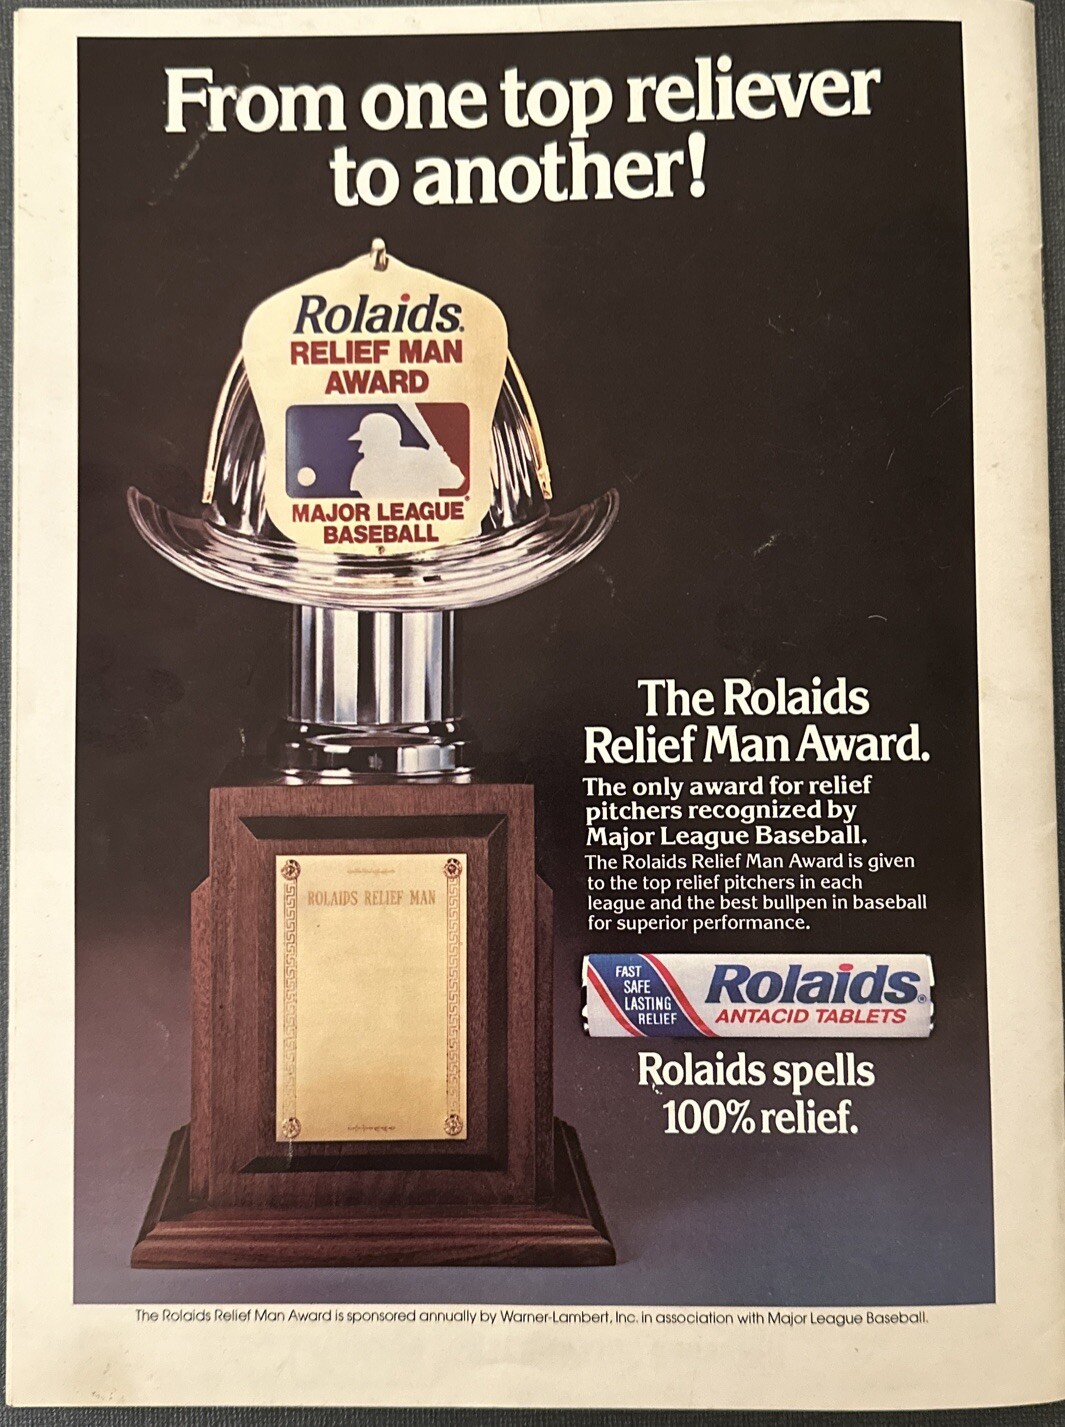 From one top reliever
to another!
Rolaids.
RELIEF MAN
AWARD
MAJOR LEAGUE
BASEBALL
ROLAIDS RELIEF MAN
The Rolaids
Relief Man Award.
The only award for relief
pitchers recognized by
Major League Baseball.
The Rolaids Relief Man Award is given
to the top relief pitchers in each
league and the best bullpen in baseball
for superior performance.
FAST
SAFE
LASTING
RELIEF
Rolaids®
ANTACID TABLETS
Rolaids spells
100% relief.
The Rolaids Relief Man Award is sponsored annually by Warner-Lambert, Inc. in association with Major League Baseball.